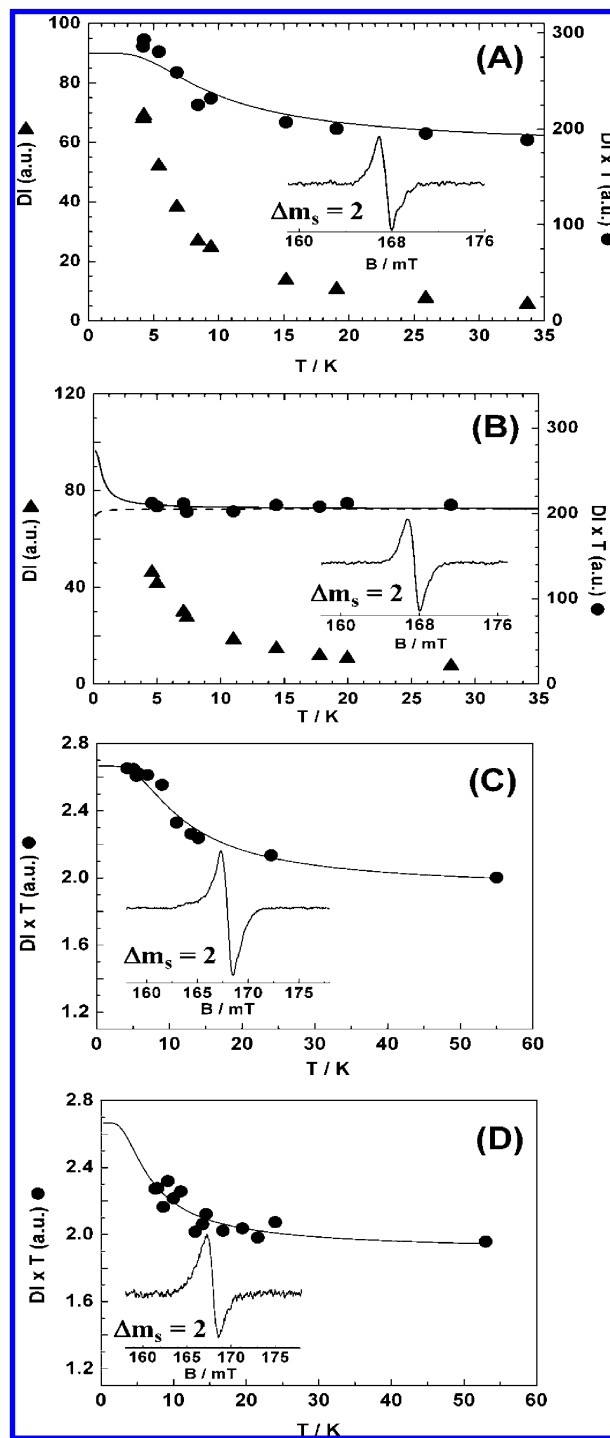 (A)
100
80
60
40
20
0
DI (a.u.)
300
200
100
0
DI x T (a.u.)
Δms = 2
160 168 176
B / mT
0 5 10 15 20 25 30 35
T / K
(B)
120
80
40
0
DI (a.u.)
300
200
100
0
DI x T (a.u.)
Δms = 2
160 168 176
B / mT
0 5 10 15 20 25 30 35
T / K
(C)
2.8
2.4
2.0
1.6
1.2
DI x T (a.u.)
Δms = 2
160 165 170 175
B / mT
0 10 20 30 40 50 60
T / K
(D)
2.8
2.4
2.0
1.6
1.2
DI x T (a.u.)
Δms = 2
160 165 170 175
B / mT
0 10 20 30 40 50 60
T / K